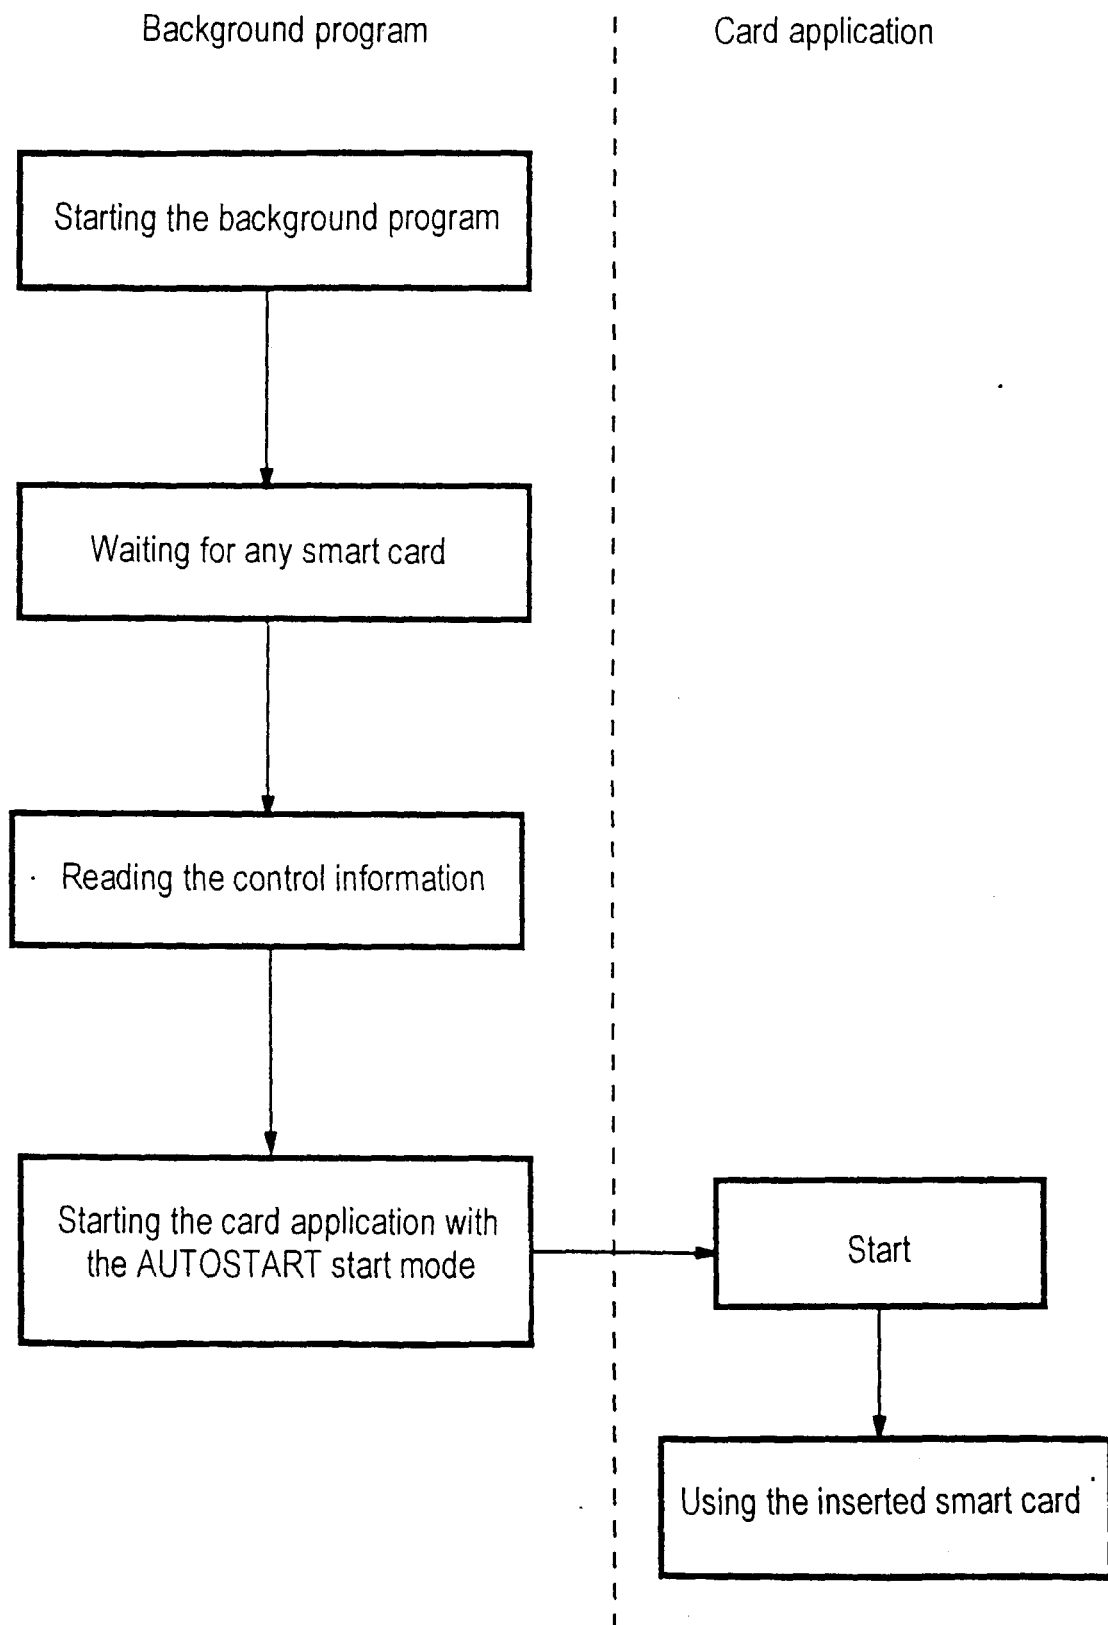 Background program
Card application
Starting the background program
Waiting for any smart card
Reading the control information
Starting the card application with
the AUTOSTART start mode
Start
Using the inserted smart card